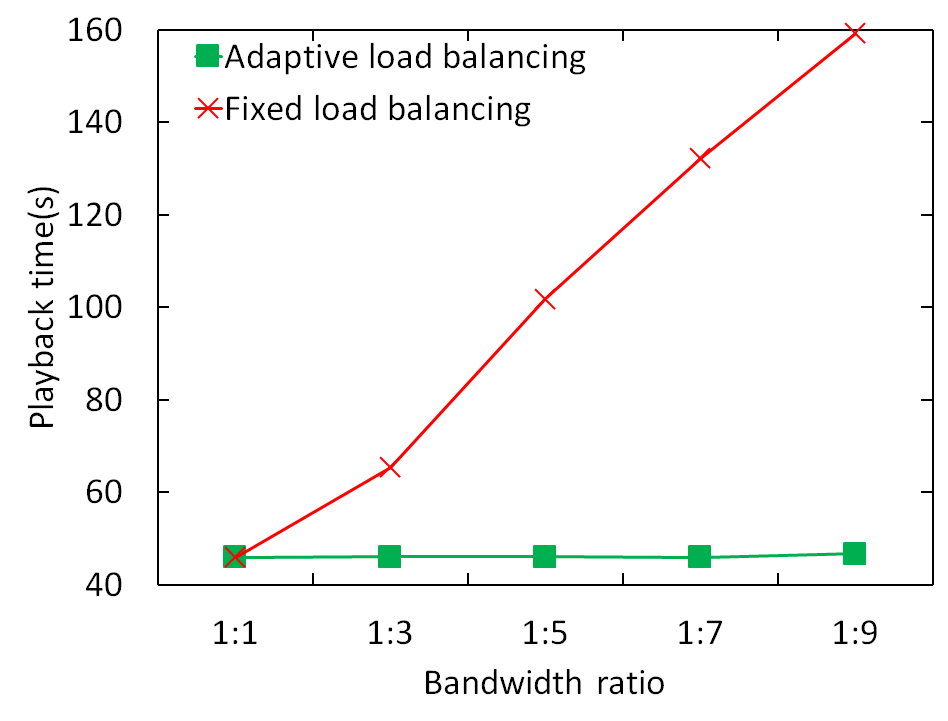 160
140
120
100
80
60
40
Playback time(s)
Adaptive load balancing
Fixed load balancing
1:1 1:3 1:5 1:7 1:9
Bandwidth ratio